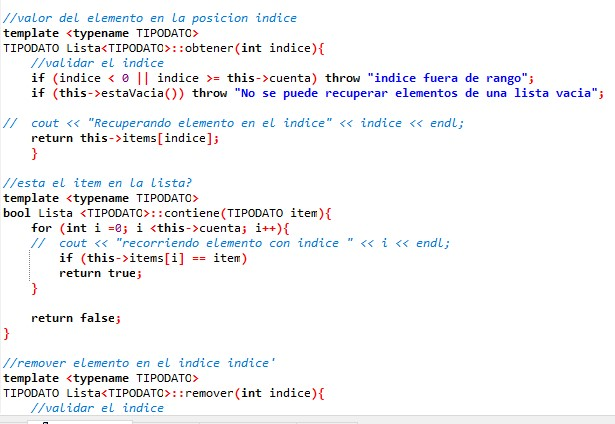 //valor del elemento en la posicion indice
template <typename TIPODATO>
TIPODATO Lista<TIPODATO>::obtener(int indice){
    //validar el indice
    if (indice < 0 || indice >= this->cuenta) throw "indice fuera de rango";
    if (this->estaVacia()) throw "No se puede recuperar elementos de una lista vacia";

//  cout << "Recuperando elemento en el indice" << indice << endl;
    return this->items[indice];
    }

//esta el item en la lista?
template <typename TIPODATO>
bool Lista <TIPODATO>::contiene(TIPODATO item){
    for (int i =0; i <this->cuenta; i++){
    //  cout << "recorriendo elemento con indice " << i << endl;
        if (this->items[i] == item)
        return true;
    }

    return false;
}

//remover elemento en el indice indice'
template <typename TIPODATO>
TIPODATO Lista<TIPODATO>::remover(int indice){
    //validar el indice